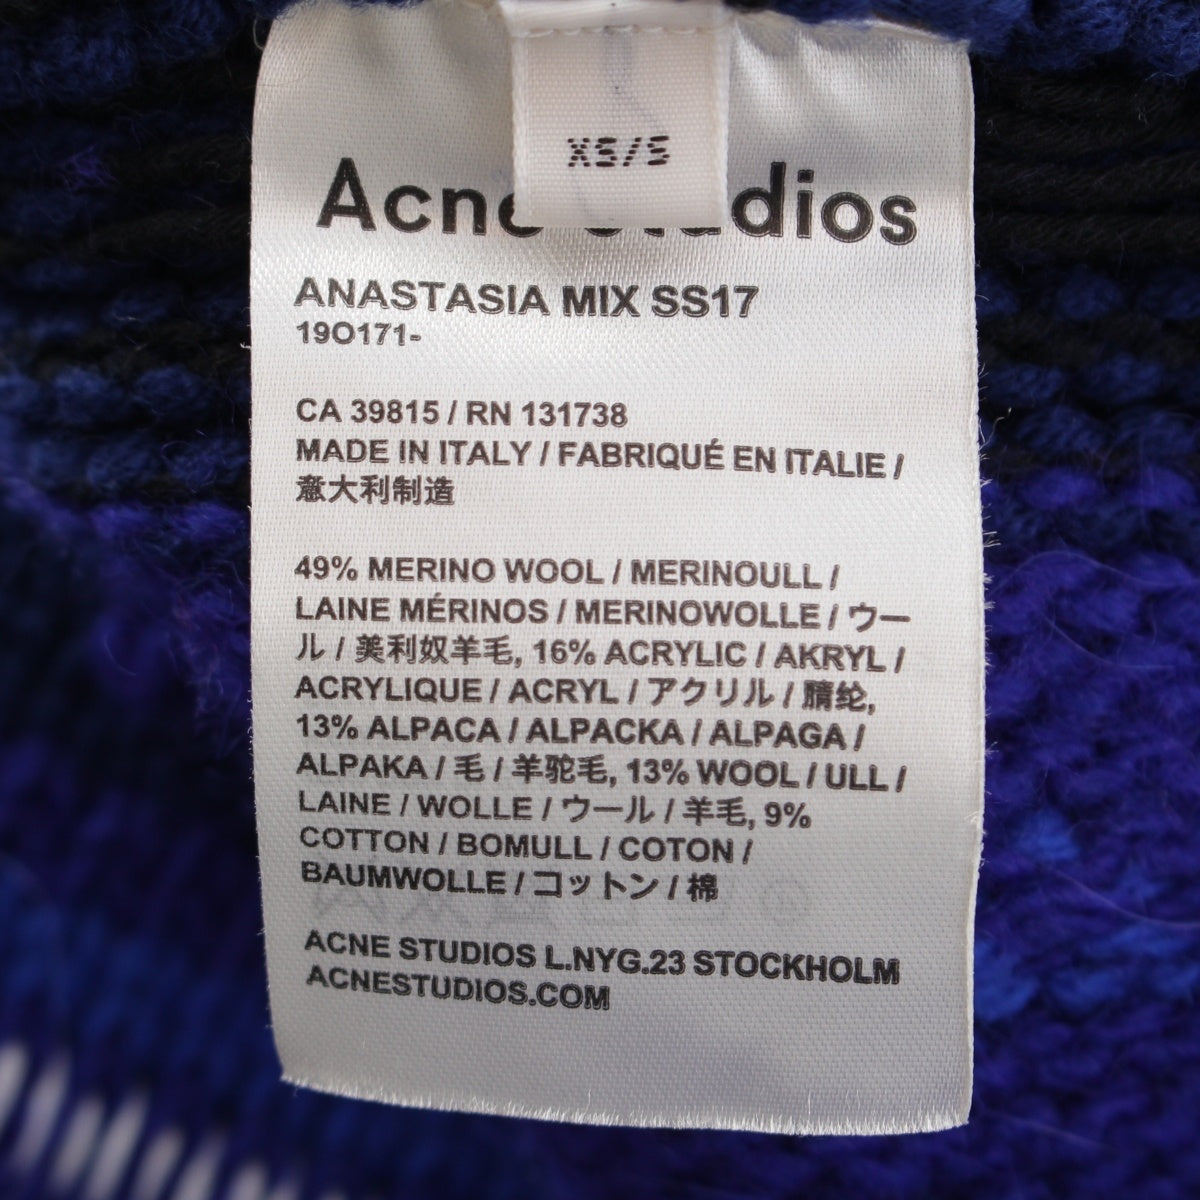 XS/S
Acne Studios
ANASTASIA MIX SS17
19O171-
CA 39815 / RN 131738
MADE IN ITALY / FABRIQUÉ EN ITALIE /
意大利制造
49% MERINO WOOL / MERINOULL /
LAINE MÉRINOS / MERINOWOLLE / ウー
ル / 美利奴羊毛, 16% ACRYLIC / AKRYL /
ACRYLIQUE / ACRYL / アクリル / 腈纶,
13% ALPACA / ALPACKA / ALPAGA /
ALPAKA / 毛 / 羊驼毛, 13% WOOL / ULL /
LAINE / WOLLE / ウール / 羊毛, 9%
COTTON / BOMULL / COTON /
BAUMWOLLE / コットン / 棉
ACNE STUDIOS L.NYG.23 STOCKHOLM
ACNESTUDIOS.COM